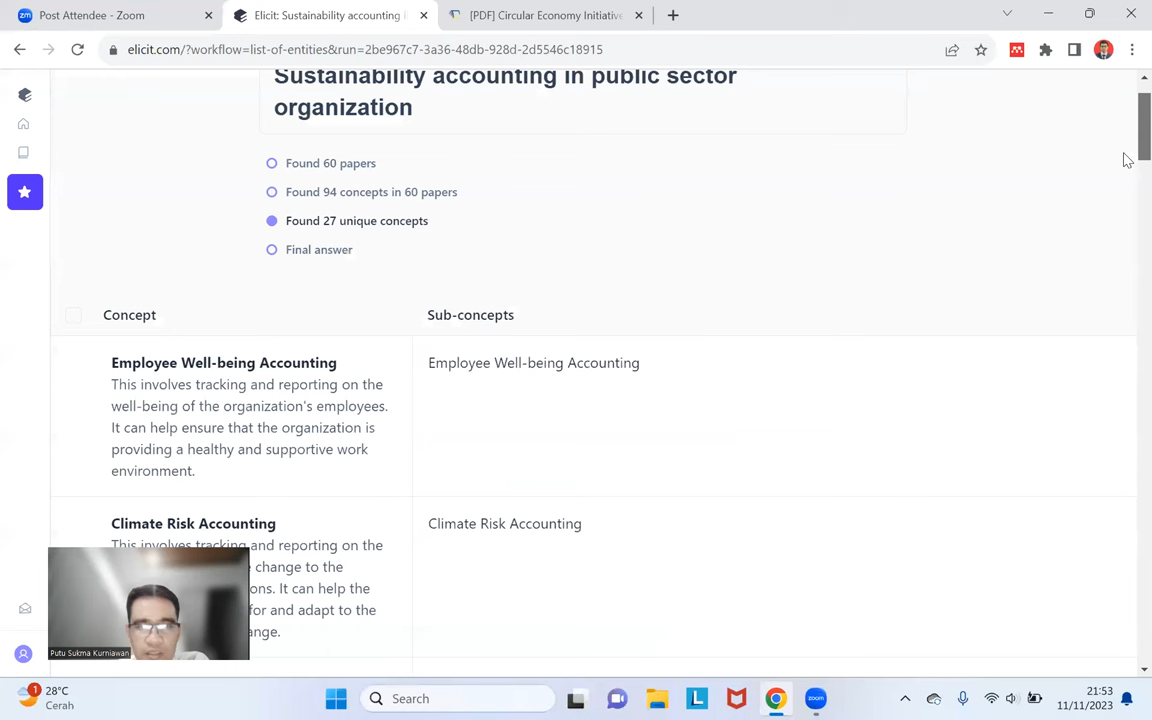 Post Attendee - Zoom
Elicit: Sustainability accounting
[PDF] Circular Economy Initiative
elicit.com/?workflow=list-of-entities&run=2be967c7-3a36-48db-928d-2d5546c18915
Sustainability accounting in public sector
organization
Found 60 papers
Found 94 concepts in 60 papers
Found 27 unique concepts
Final answer
Concept
Sub-concepts
Employee Well-being Accounting
This involves tracking and reporting on the
well-being of the organization's employees.
It can help ensure that the organization is
providing a healthy and supportive work
environment.
Employee Well-being Accounting
Climate Risk Accounting
This involves tracking and reporting on the
change to the
ons. It can help the
for and adapt to the
ange.
Climate Risk Accounting
Putu Sukma Kurniawan
1
28°C
Cerah
Search
21:53
11/11/2023